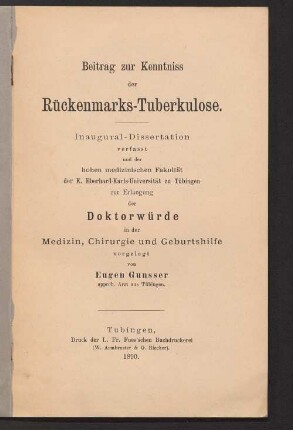 Beitrag zur Kenntniss
der
Rückenmarks-Tuberkulose.
Inaugural-Dissertation
verfasst
und der
hohen medizinischen Fakultät
der K. Eberhard-Karls-Universität zu Tübingen
zur Erlangung
der
Doktorwürde
in der
Medizin, Chirurgie und Geburtshilfe
vorgelegt
von
Eugen Gunsser
approb. Arzt aus Tübingen.
Tübingen,
Druck der L. Fr. Fues'schen Buchdruckerei
(W. Armbruster & O. Riecker).
1890.